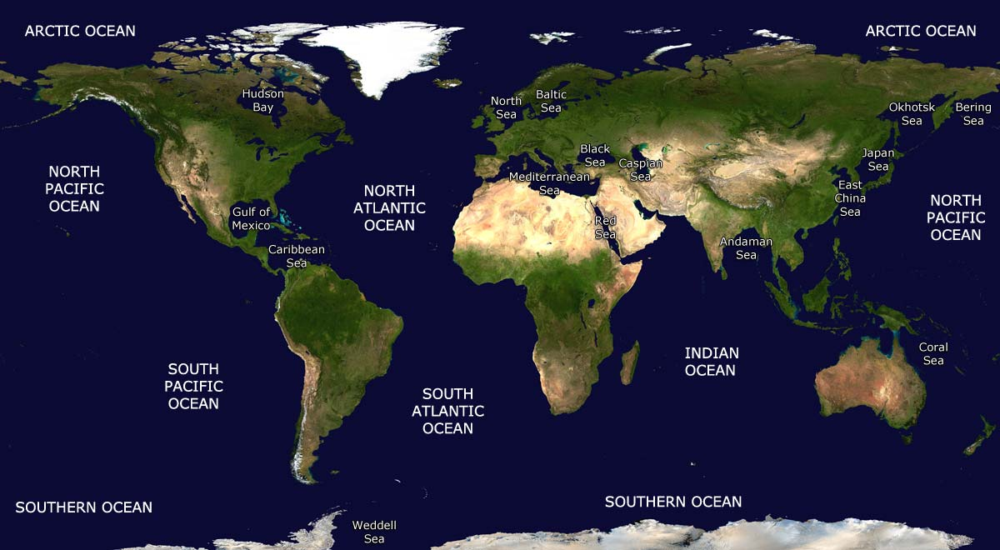 ARCTIC OCEAN
ARCTIC OCEAN
Hudson
Bay
North
Sea
Baltic
Sea
Okhotsk
Sea
Bering
Sea
NORTH
PACIFIC
OCEAN
Black
Sea
Caspian
Sea
Japan
Sea
Mediterranean
Sea
East
China
Sea
NORTH
ATLANTIC
OCEAN
NORTH
PACIFIC
OCEAN
Gulf of
Mexico
Red
Sea
Andaman
Sea
Caribbean
Sea
Coral
Sea
INDIAN
OCEAN
SOUTH
PACIFIC
OCEAN
SOUTH
ATLANTIC
OCEAN
SOUTHERN OCEAN
SOUTHERN OCEAN
Weddell
Sea